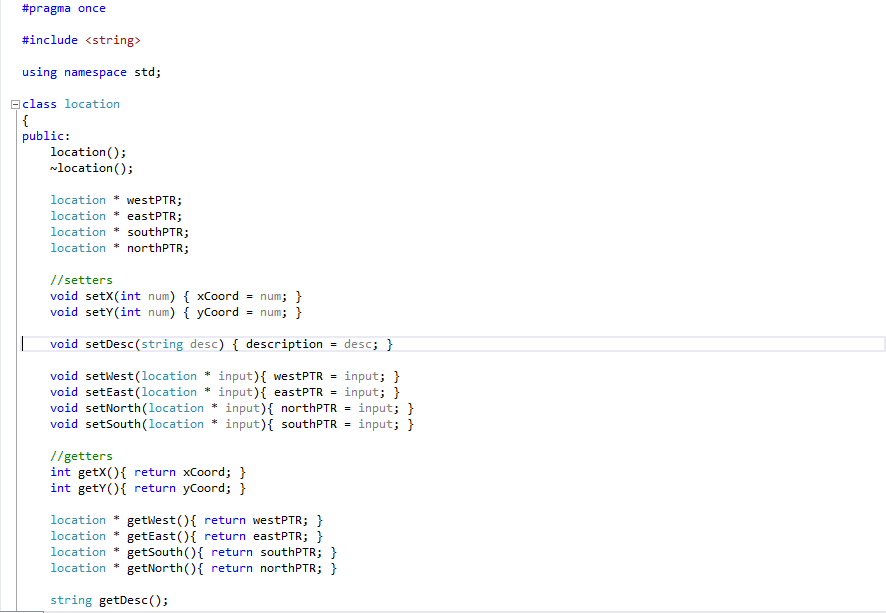 #pragma once
#include <string>
using namespace std;
class location
{
public:
location();
~location();
location * westPTR;
location * eastPTR;
location * southPTR;
location * northPTR;
//setters
void setX(int num) { xCoord = num; }
void setY(int num) { yCoord = num; }
void setDesc(string desc) { description = desc; }
void setWest(location * input){ westPTR = input; }
void setEast(location * input){ eastPTR = input; }
void setNorth(location * input){ northPTR = input; }
void setSouth(location * input){ southPTR = input; }
//getters
int getX(){ return xCoord; }
int getY(){ return yCoord; }
location * getWest(){ return westPTR; }
location * getEast(){ return eastPTR; }
location * getSouth(){ return southPTR; }
location * getNorth(){ return northPTR; }
string getDesc();